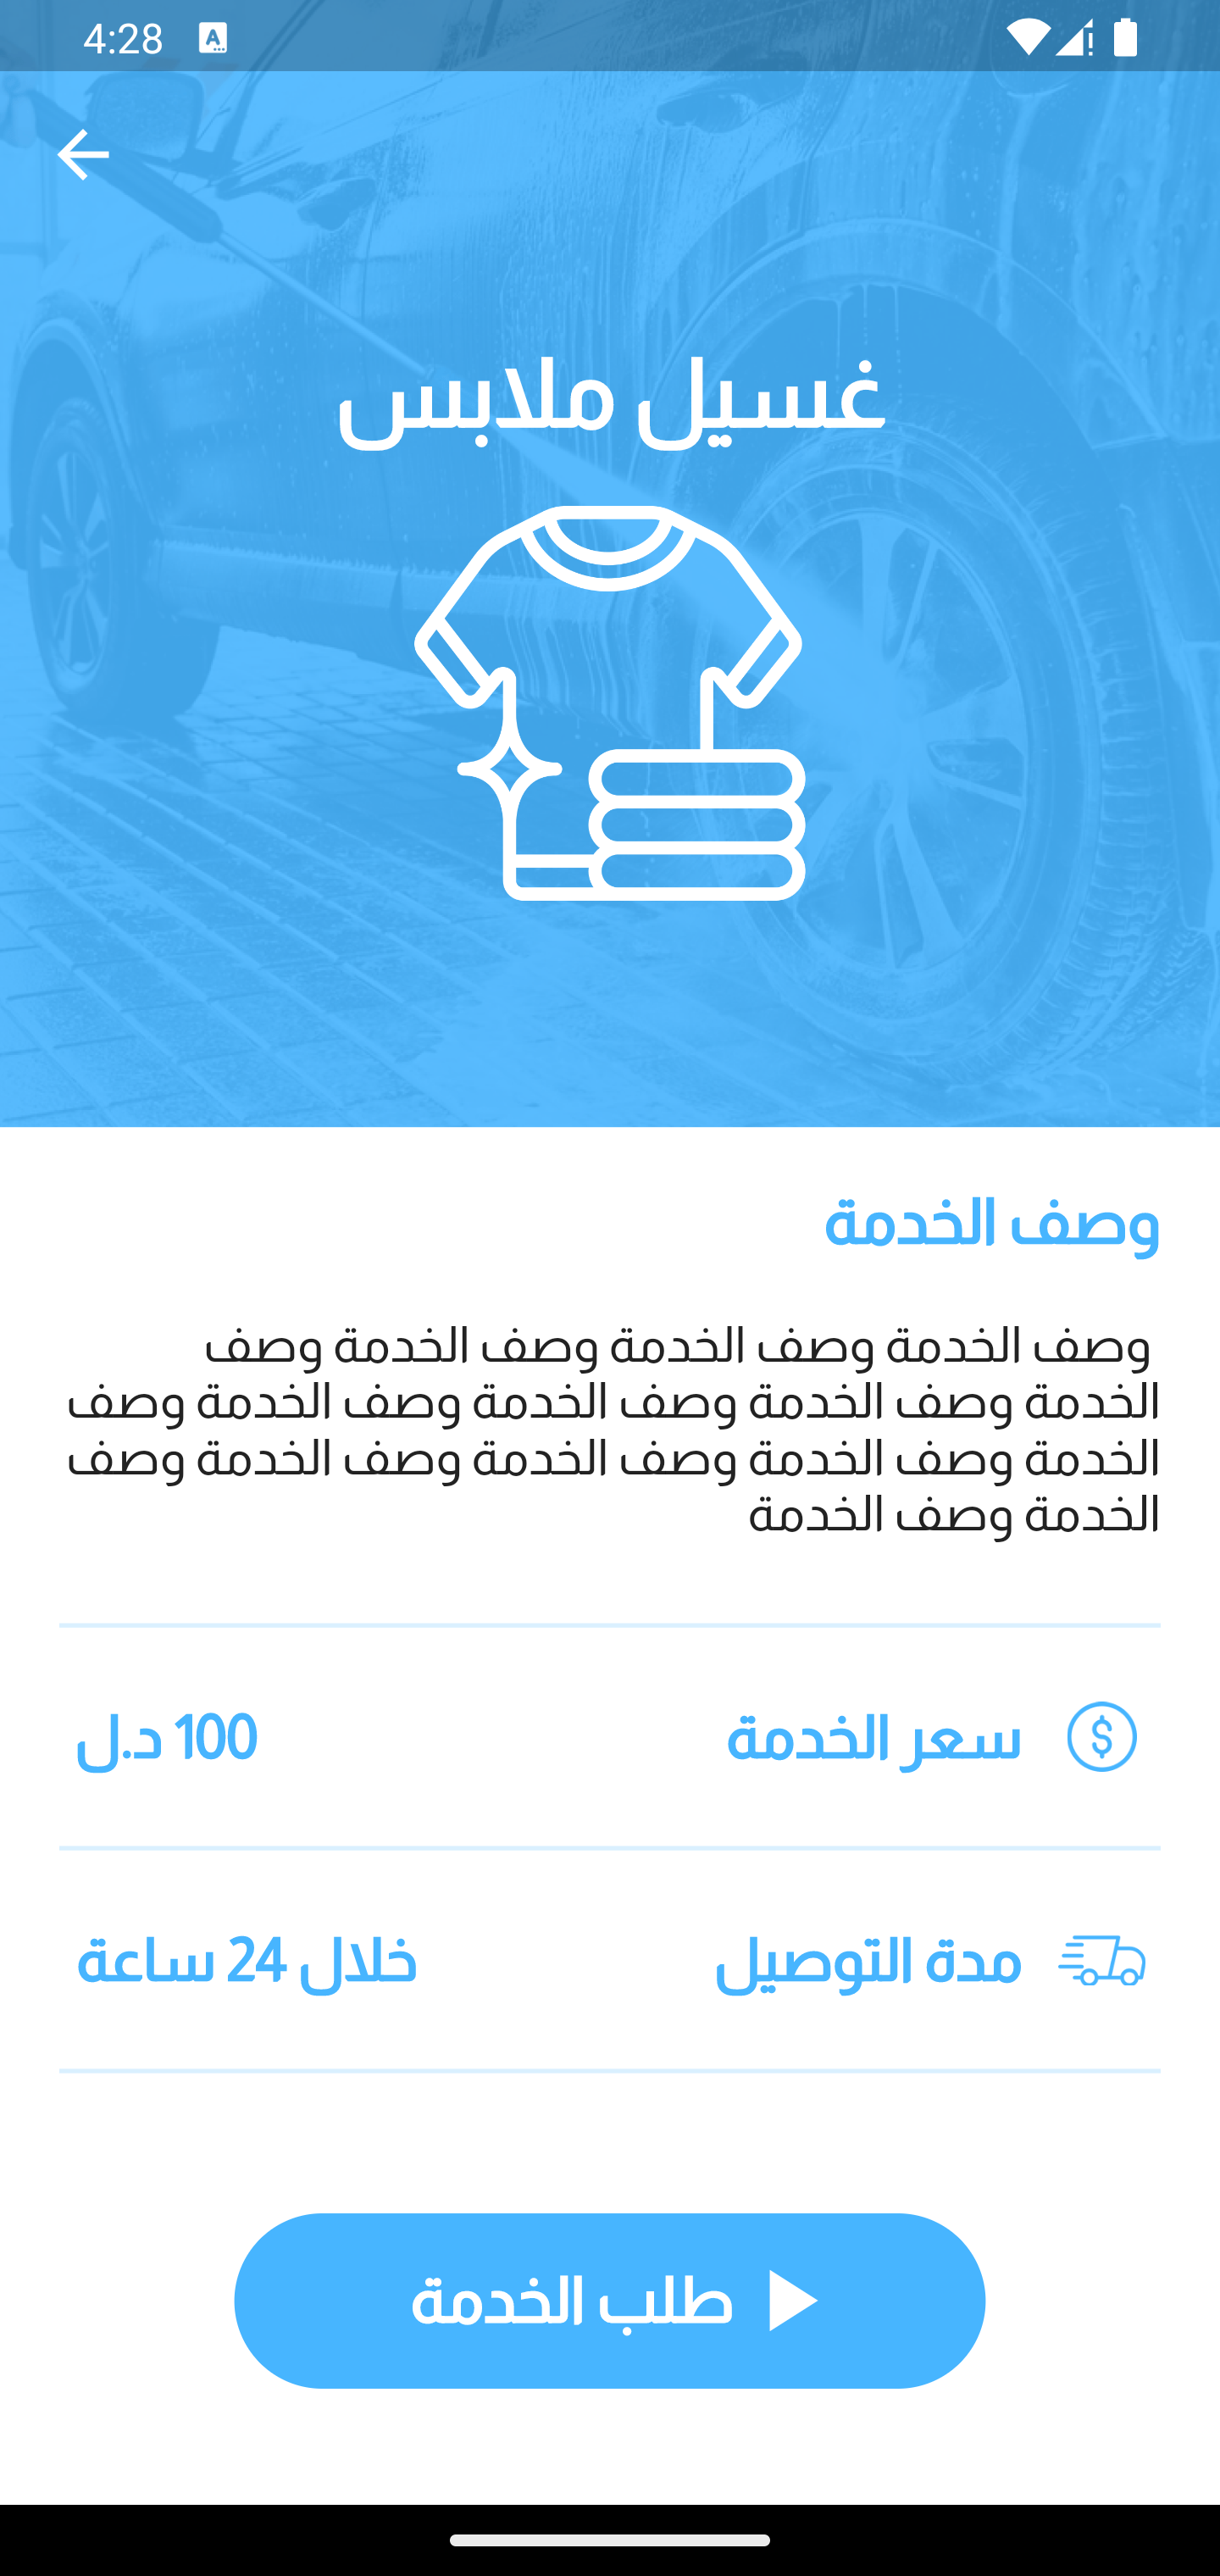 4:28
غسيل ملابس
وصف الخدمة
وصف الخدمة وصف الخدمة وصف الخدمة وصف
الخدمة وصف الخدمة وصف الخدمة وصف الخدمة وصف
الخدمة وصف الخدمة وصف الخدمة وصف الخدمة وصف
الخدمة وصف الخدمة
سعر الخدمة 100 د.ل
مدة التوصيل خلال 24 ساعة
طلب الخدمة